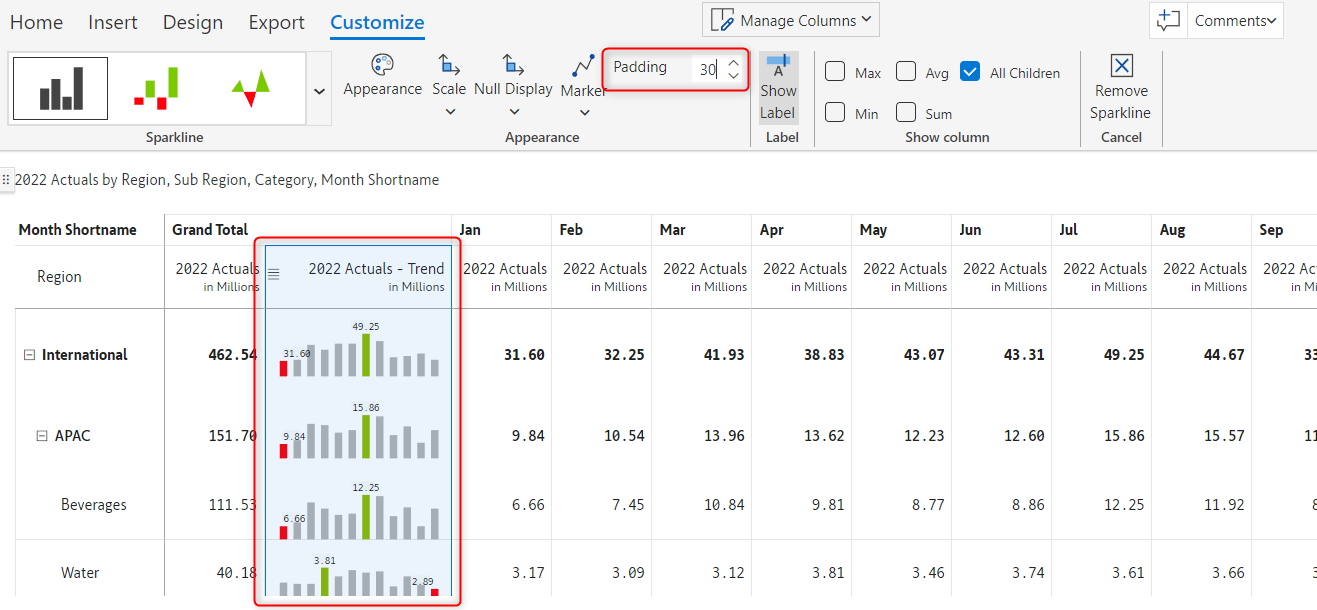 Home Insert Design Export Customize Manage Columns Comments
Padding 30
Appearance Scale Null Display Marker Show Label Max Avg All Children Remove Sparkline
Min Sum
Sparkline Appearance Label Show column Cancel
2022 Actuals by Region, Sub Region, Category, Month Shortname
Month Shortname Grand Total Jan Feb Mar Apr May Jun Jul Aug Sep
Region 2022 Actuals 2022 Actuals - Trend 2022 Actuals 2022 Actuals 2022 Actuals 2022 Actuals 2022 Actuals 2022 Actuals 2022 Actuals 2022 Actuals 2022 Ac
in Millions in Millions in Millions in Millions in Millions in Millions in Millions in Millions in Millions in Millions in Mi
49.25
31.60
International 462.54 31.60 32.25 41.93 38.83 43.07 43.31 49.25 44.67 33
15.86
9.84
APAC 151.70 9.84 10.54 13.96 13.62 12.23 12.60 15.86 15.57 11
12.25
6.66
Beverages 111.53 6.66 7.45 10.84 9.81 8.77 8.86 12.25 11.92 8
3.81
2.89
Water 40.18 3.17 3.09 3.12 3.81 3.46 3.74 3.61 3.66 3